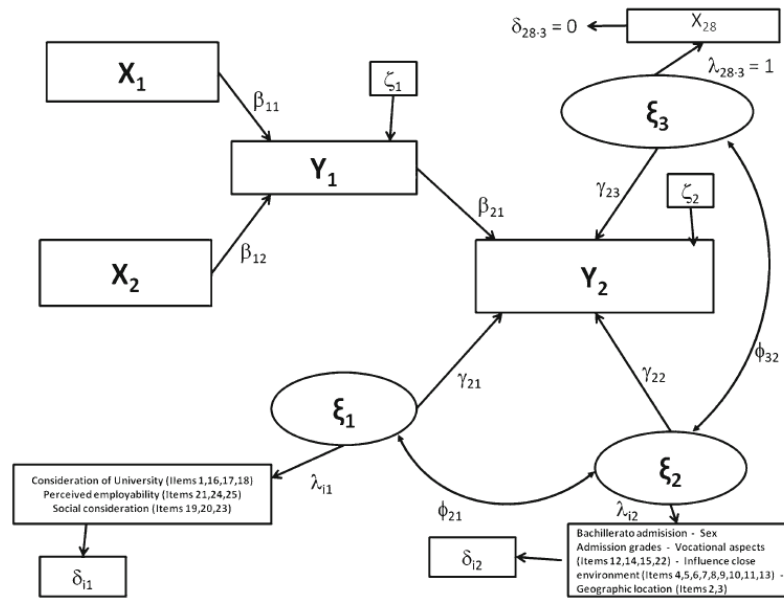 δ28·3 = 0
X28
λ28·3 = 1
X1
ζ1
ξ3
β11
Y1
γ23
ζ2
β21
β12
X2
Y2
ϕ32
γ21
γ22
ξ1
ξ2
Consideration of University (Items 1,16,17,18)
Perceived employability (Items 21,24,25)
Social consideration (Items 19,20,23)
λi1
ϕ21
λi2
Bachillerato admisision - Sex
Admission grades - Vocational aspects
(Items 12,14,15,22) - Influence close
environment (Items 4,5,6,7,8,9,10,11,13) -
Geographic location (Items 2,3)
δi1
δi2